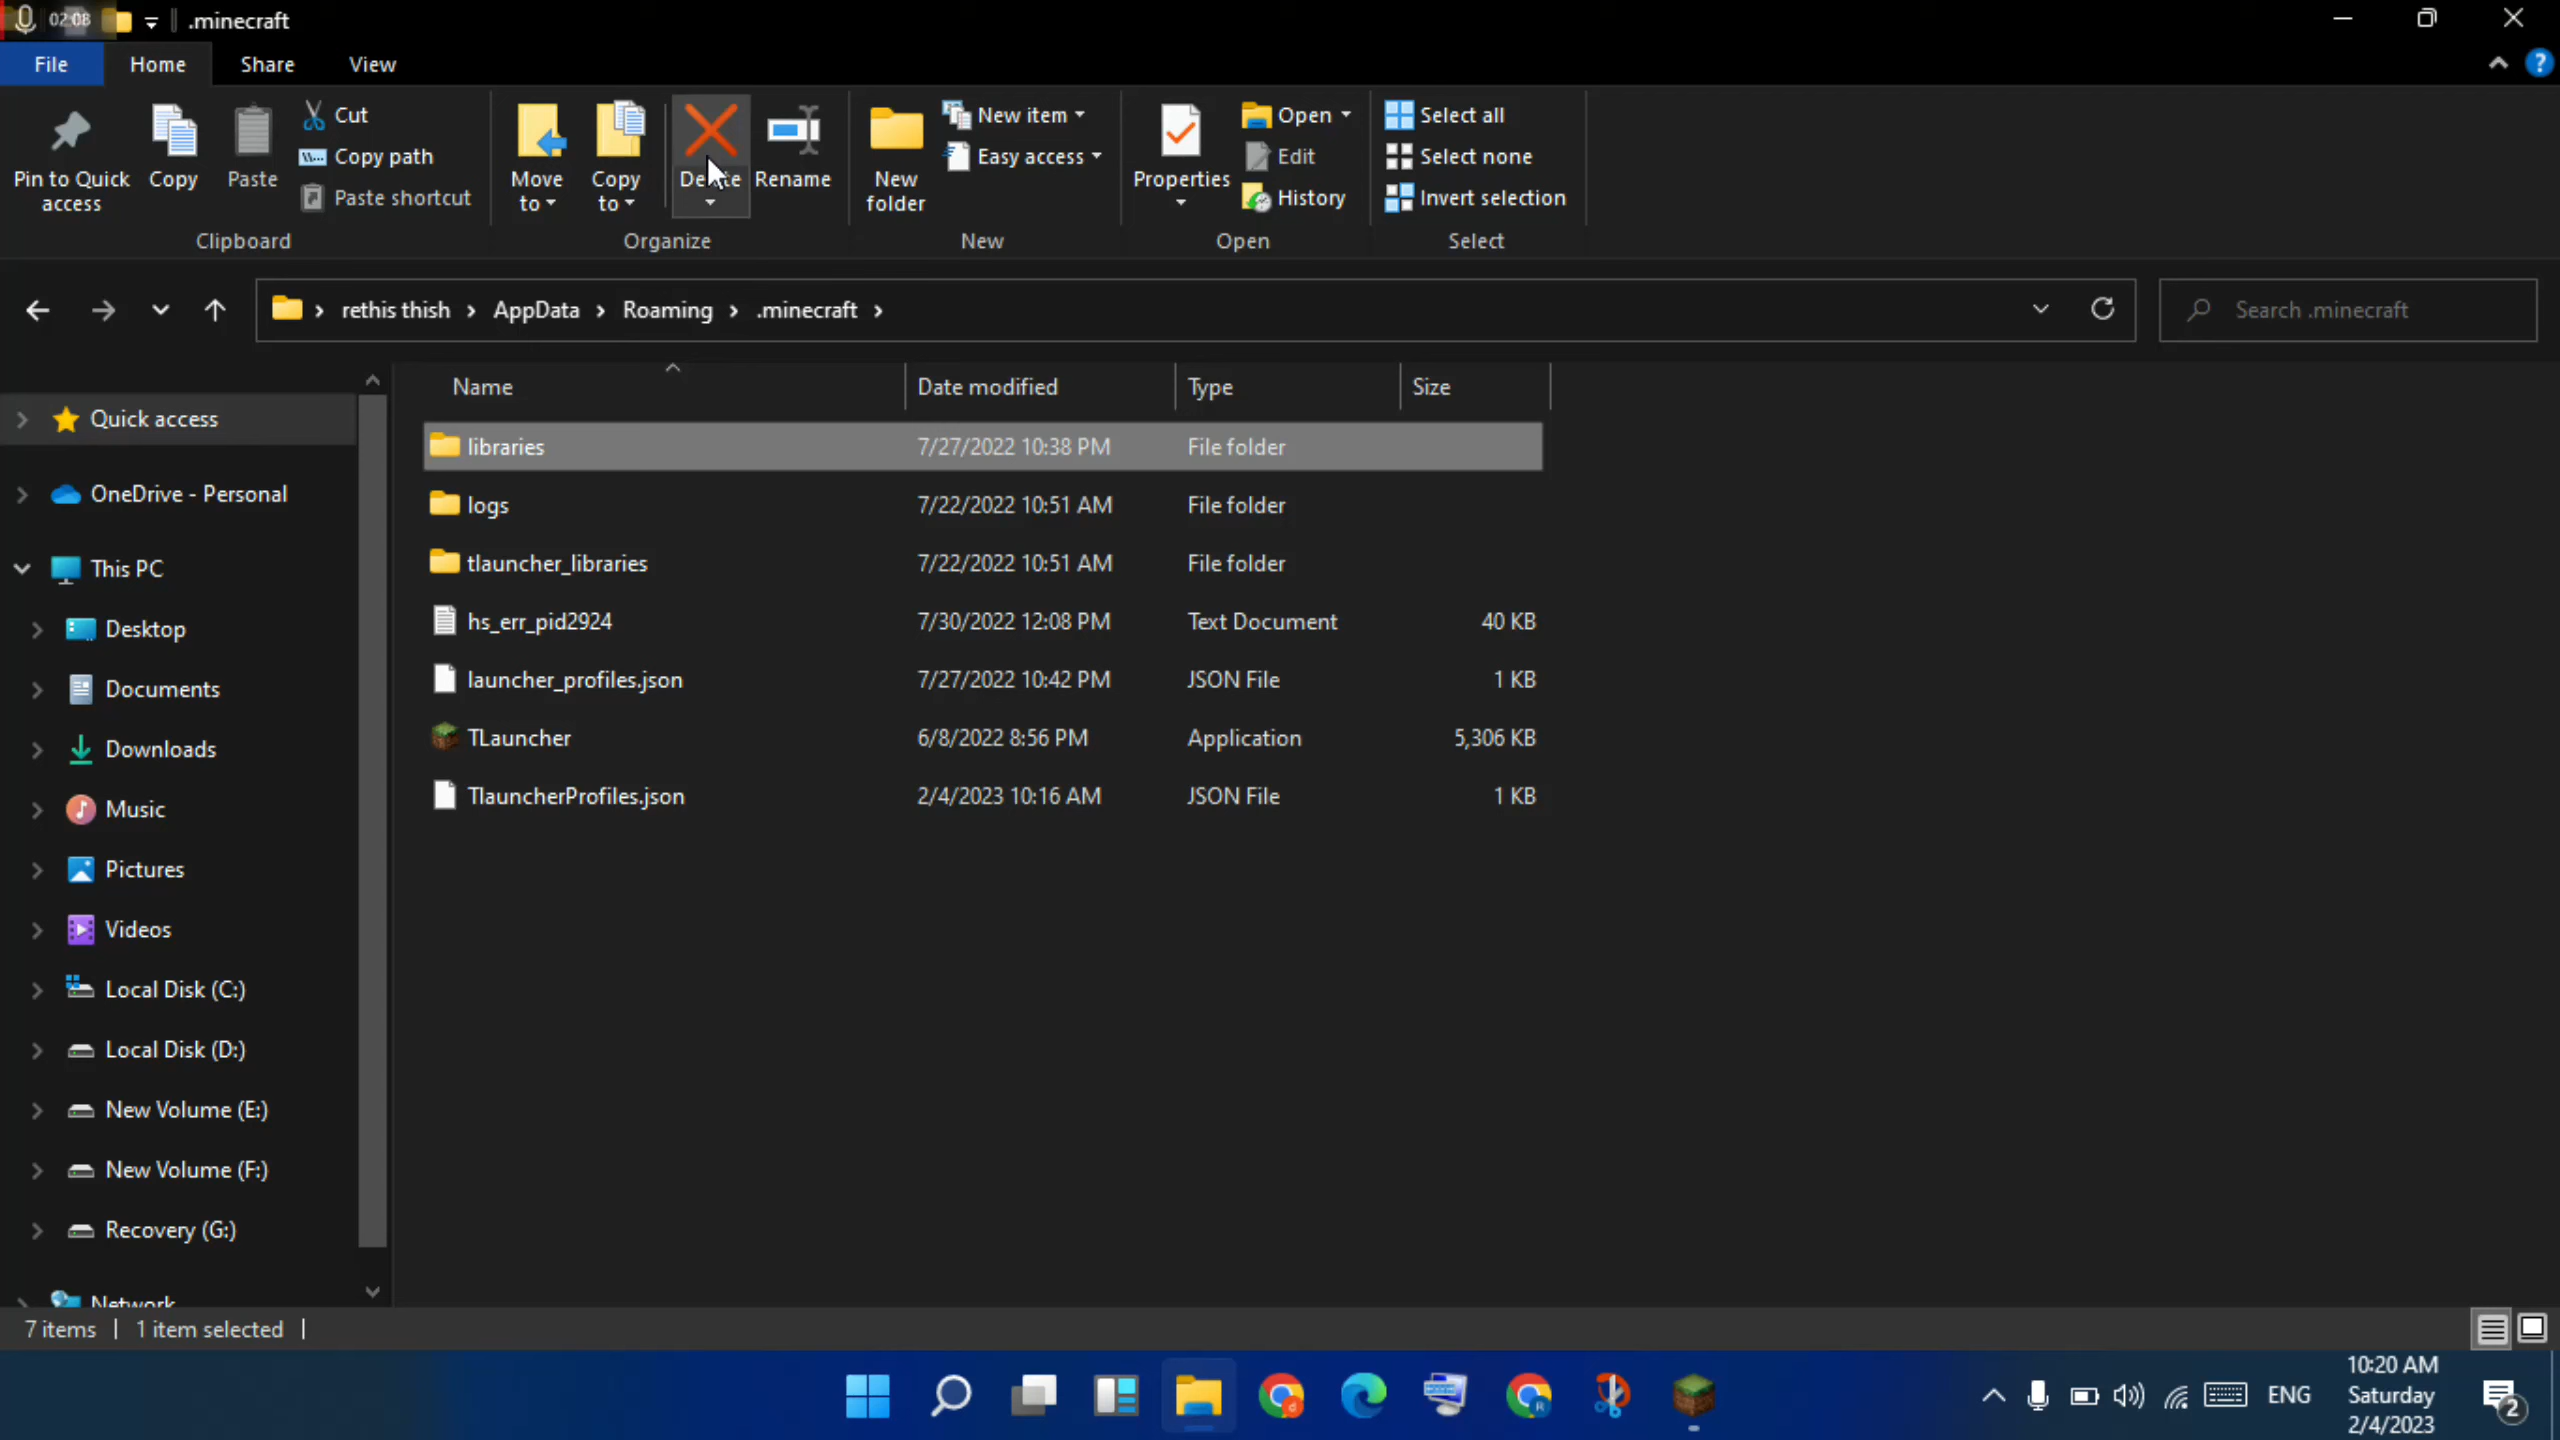 02:08 .minecraft
File Home Share View
Pin to Quick access
Copy
Paste
Cut
Copy path
Paste shortcut
Clipboard
Move to
Copy to
Delete
Rename
Organize
New folder
New item
Easy access
New
Properties
Open
Edit
History
Open
Select all
Select none
Invert selection
Select
rethis thish > AppData > Roaming > .minecraft >
Search .minecraft
Name Date modified Type Size
Quick access
OneDrive - Personal
This PC
Desktop
Documents
Downloads
Music
Pictures
Videos
Local Disk (C:)
Local Disk (D:)
New Volume (E:)
New Volume (F:)
Recovery (G:)
Network
libraries 7/27/2022 10:38 PM File folder
logs 7/22/2022 10:51 AM File folder
tlauncher_libraries 7/22/2022 10:51 AM File folder
hs_err_pid2924 7/30/2022 12:08 PM Text Document 40 KB
launcher_profiles.json 7/27/2022 10:42 PM JSON File 1 KB
TLauncher 6/8/2022 8:56 PM Application 5,306 KB
TlauncherProfiles.json 2/4/2023 10:16 AM JSON File 1 KB
7 items | 1 item selected |
ENG
10:20 AM
Saturday
2/4/2023
2